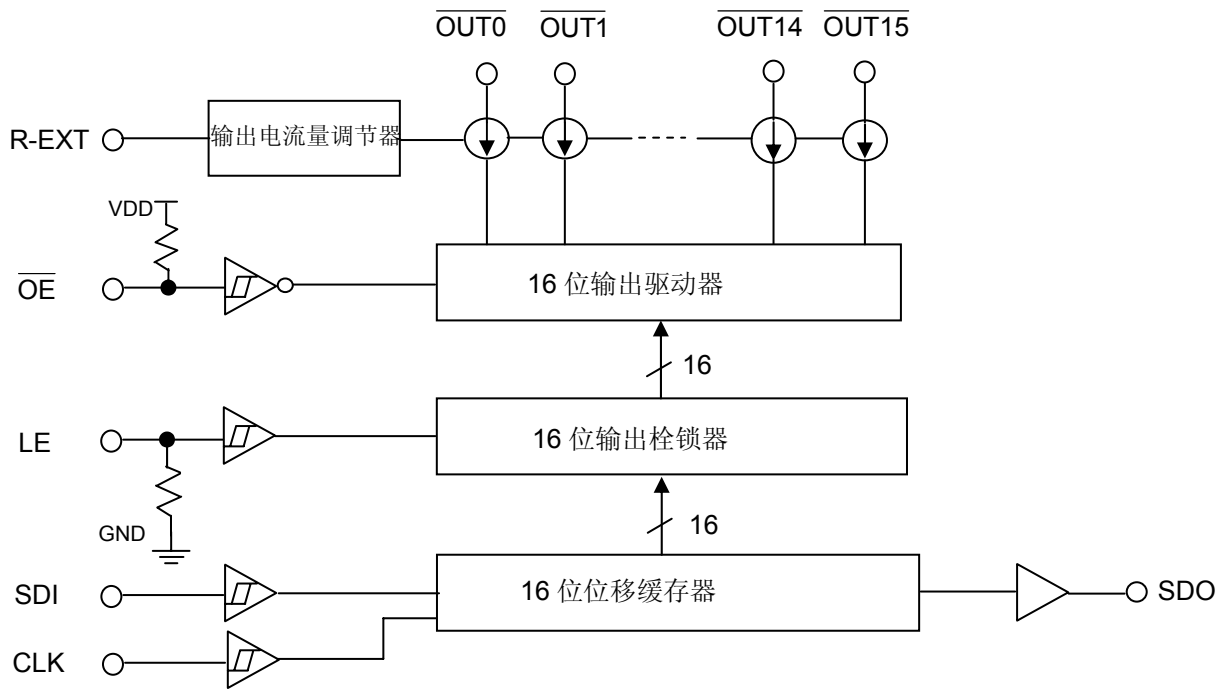 OUT0 OUT1 OUT14 OUT15
R-EXT 输出电流量调节器
VDD
OE 16 位输出驱动器
16
LE 16 位输出栓锁器
16
GND
SDI 16 位位移缓存器 SDO
CLK